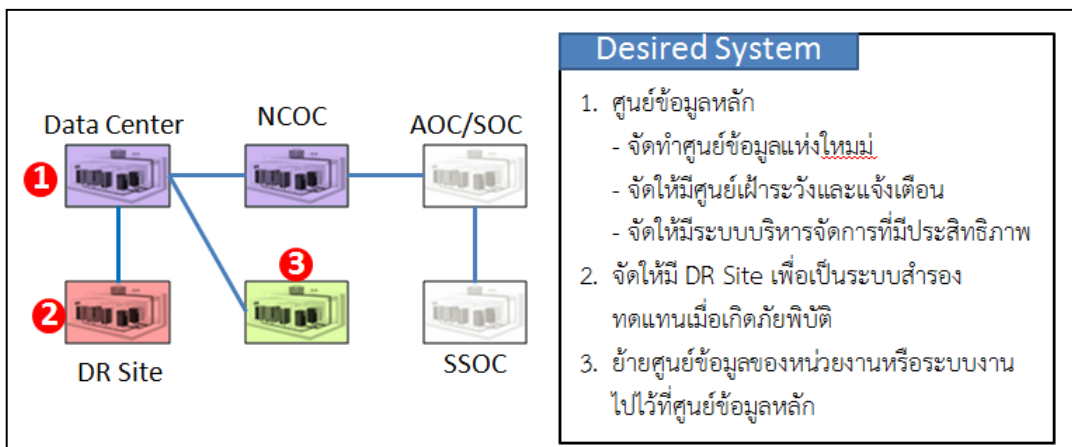 Data Center
NCOC
AOC/SOC
1
3
2
DR Site
SSOC
Desired System
1. ศูนย์ข้อมูลหลัก
- จัดทำศูนย์ข้อมูลแห่งใหมม่
- จัดให้มีศูนย์เฝ้าระวังและแจ้งเตือน
- จัดให้มีระบบบริหารจัดการที่มีประสิทธิภาพ
2. จัดให้มี DR Site เพื่อเป็นระบบสำรอง
ทดแทนเมื่อเกิดภัยพิบัติ
3. ย้ายศูนย์ข้อมูลของหน่วยงานหรือระบบงาน
ไปไว้ที่ศูนย์ข้อมูลหลัก